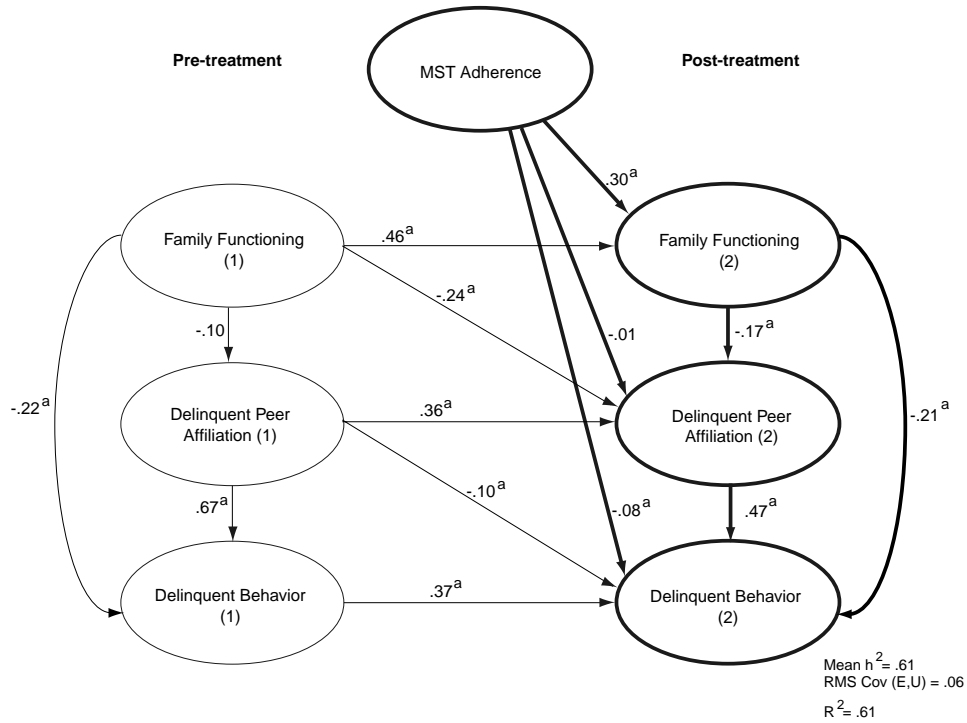 Pre-treatment
MST Adherence
Post-treatment
.30a
Family Functioning
(1)
.46a
Family Functioning
(2)
-.24a
-.10
-.01
-.17a
-.22a
Delinquent Peer
Affiliation (1)
.36a
Delinquent Peer
Affiliation (2)
-.21a
-.10a
.67a
-.08a
.47a
Delinquent Behavior
(1)
.37a
Delinquent Behavior
(2)
Mean h2 = .61
RMS Cov (E,U) = .06
R2 = .61